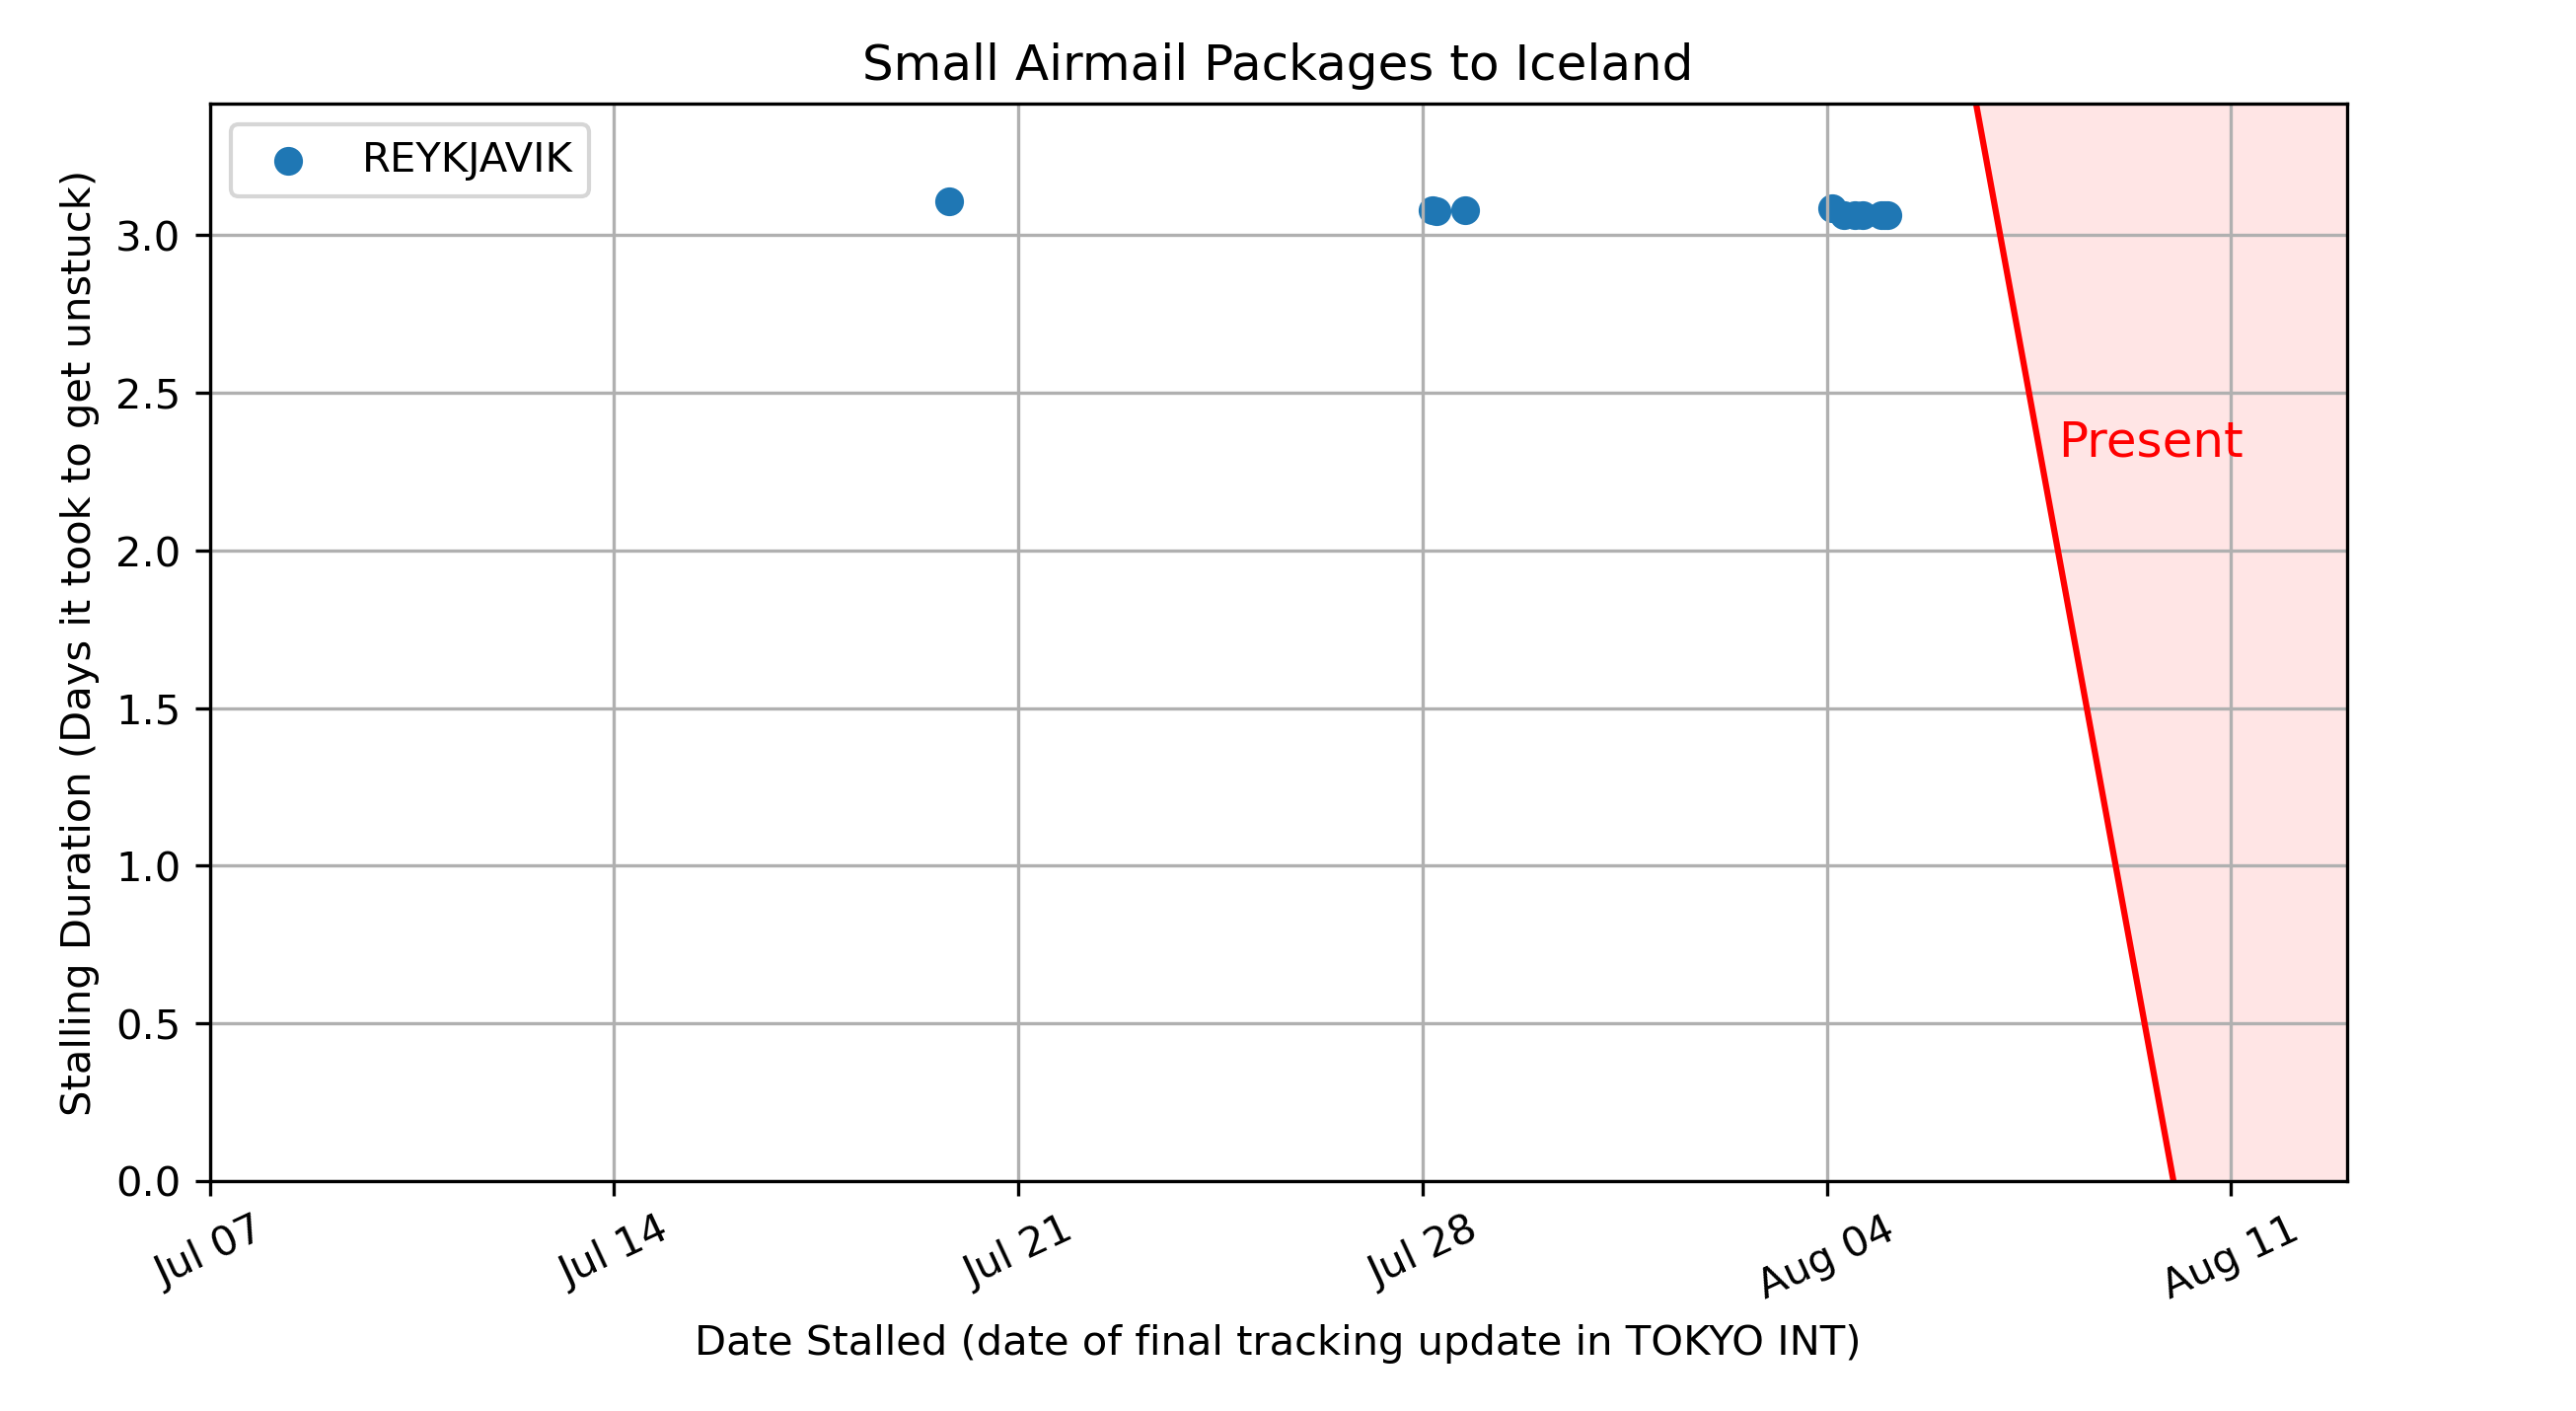 Small Airmail Packages to Iceland
REYKJAVIK
Stalling Duration (Days it took to get unstuck)
3.0
2.5
2.0
1.5
1.0
0.5
0.0
Present
Jul 07
Jul 14
Jul 21
Jul 28
Aug 04
Aug 11
Date Stalled (date of final tracking update in TOKYO INT)